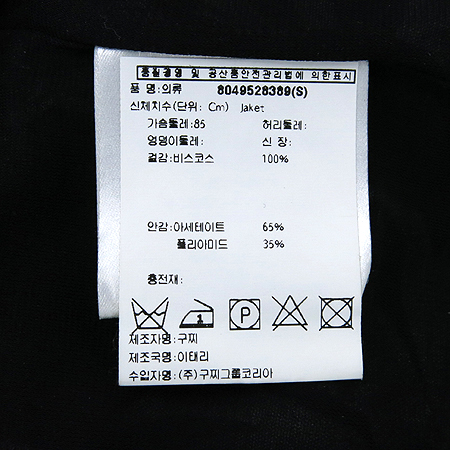 품질경영 및 공산품안전관리법에 의한표시
품 명:의류 8049528389(S)
신체치수(단위: Cm) Jaket
가슴둘레:85 허리둘레:
엉덩이둘레: 신 장:
겉감:비스코스 100%
안감:아세테이트 65%
폴리아미드 35%
충전재:
1 P
제조자명:구찌
제조국명:이태리
수입자명:(주)구찌그룹코리아